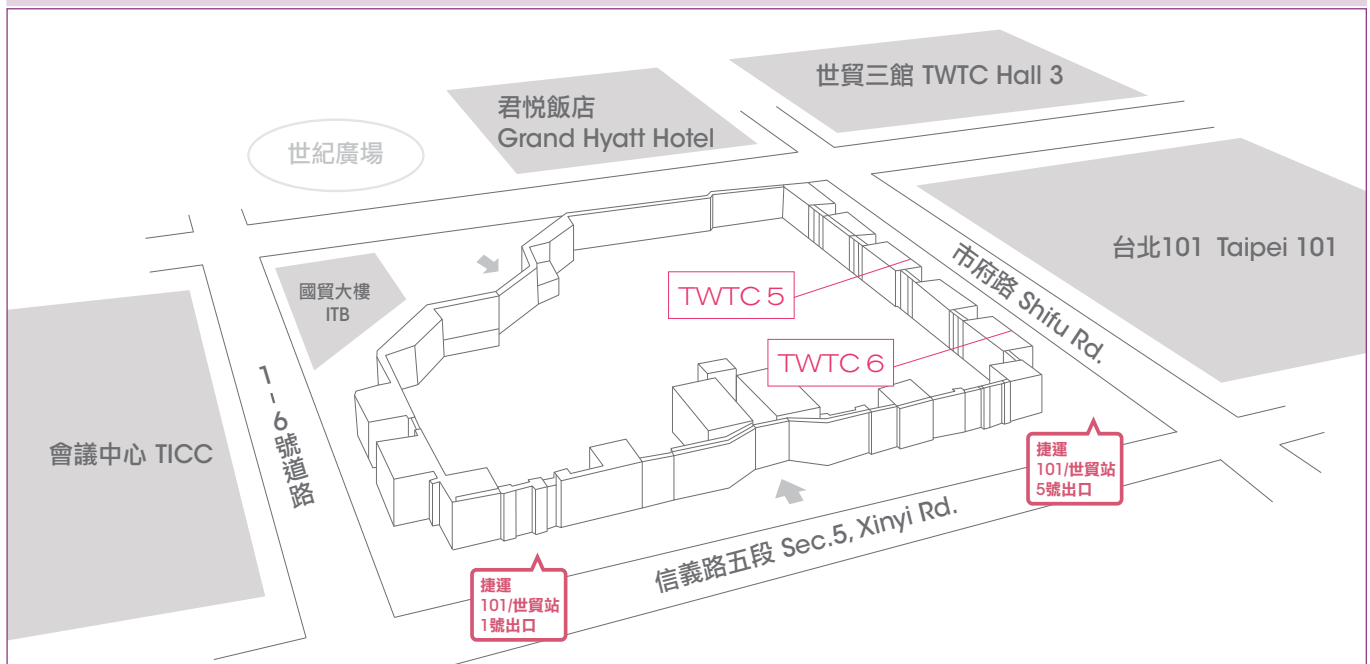 世貿三館 TWTC Hall 3
君悅飯店
Grand Hyatt Hotel
世紀廣場
台北101 Taipei 101
市府路 Shifu Rd.
國貿大樓
ITB
TWTC 5
TWTC 6
1-6號道路
會議中心 TICC
捷運
101/世貿站
5號出口
信義路五段 Sec.5, Xinyi Rd.
捷運
101/世貿站
1號出口